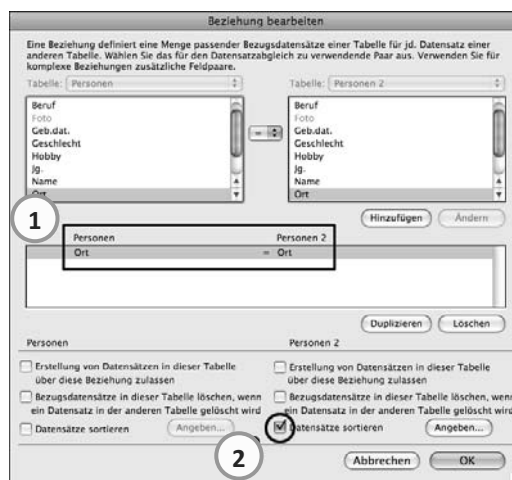 Beziehung bearbeiten
Eine Beziehung definiert eine Menge passender Bezugsdatensätze einer Tabelle für jd. Datensatz einer
anderen Tabelle. Wählen Sie das für den Datensatzabgleich zu verwendende Paar aus. Verwenden Sie für
komplexe Beziehungen zusätzliche Feldpaare.
Tabelle: Personen Tabelle: Personen 2
Beruf Beruf
Foto Foto
Geb.dat. = Geb.dat.
Geschlecht Geschlecht
Hobby Hobby
Jg. Jg.
Name Name
Ort Ort
1
Hinzufügen Ändern
Personen Personen 2
Ort = Ort
Duplizieren Löschen
Personen Personen 2
Erstellung von Datensätzen in dieser Tabelle Erstellung von Datensätzen in dieser Tabelle
über diese Beziehung zulassen über diese Beziehung zulassen
Bezugsdatensätze in dieser Tabelle löschen, wenn Bezugsdatensätze in dieser Tabelle löschen, wenn
ein Datensatz in der anderen Tabelle gelöscht wird ein Datensatz in der anderen Tabelle gelöscht wird
Datensätze sortieren Angeben... Datensätze sortieren Angeben...
2
Abbrechen OK